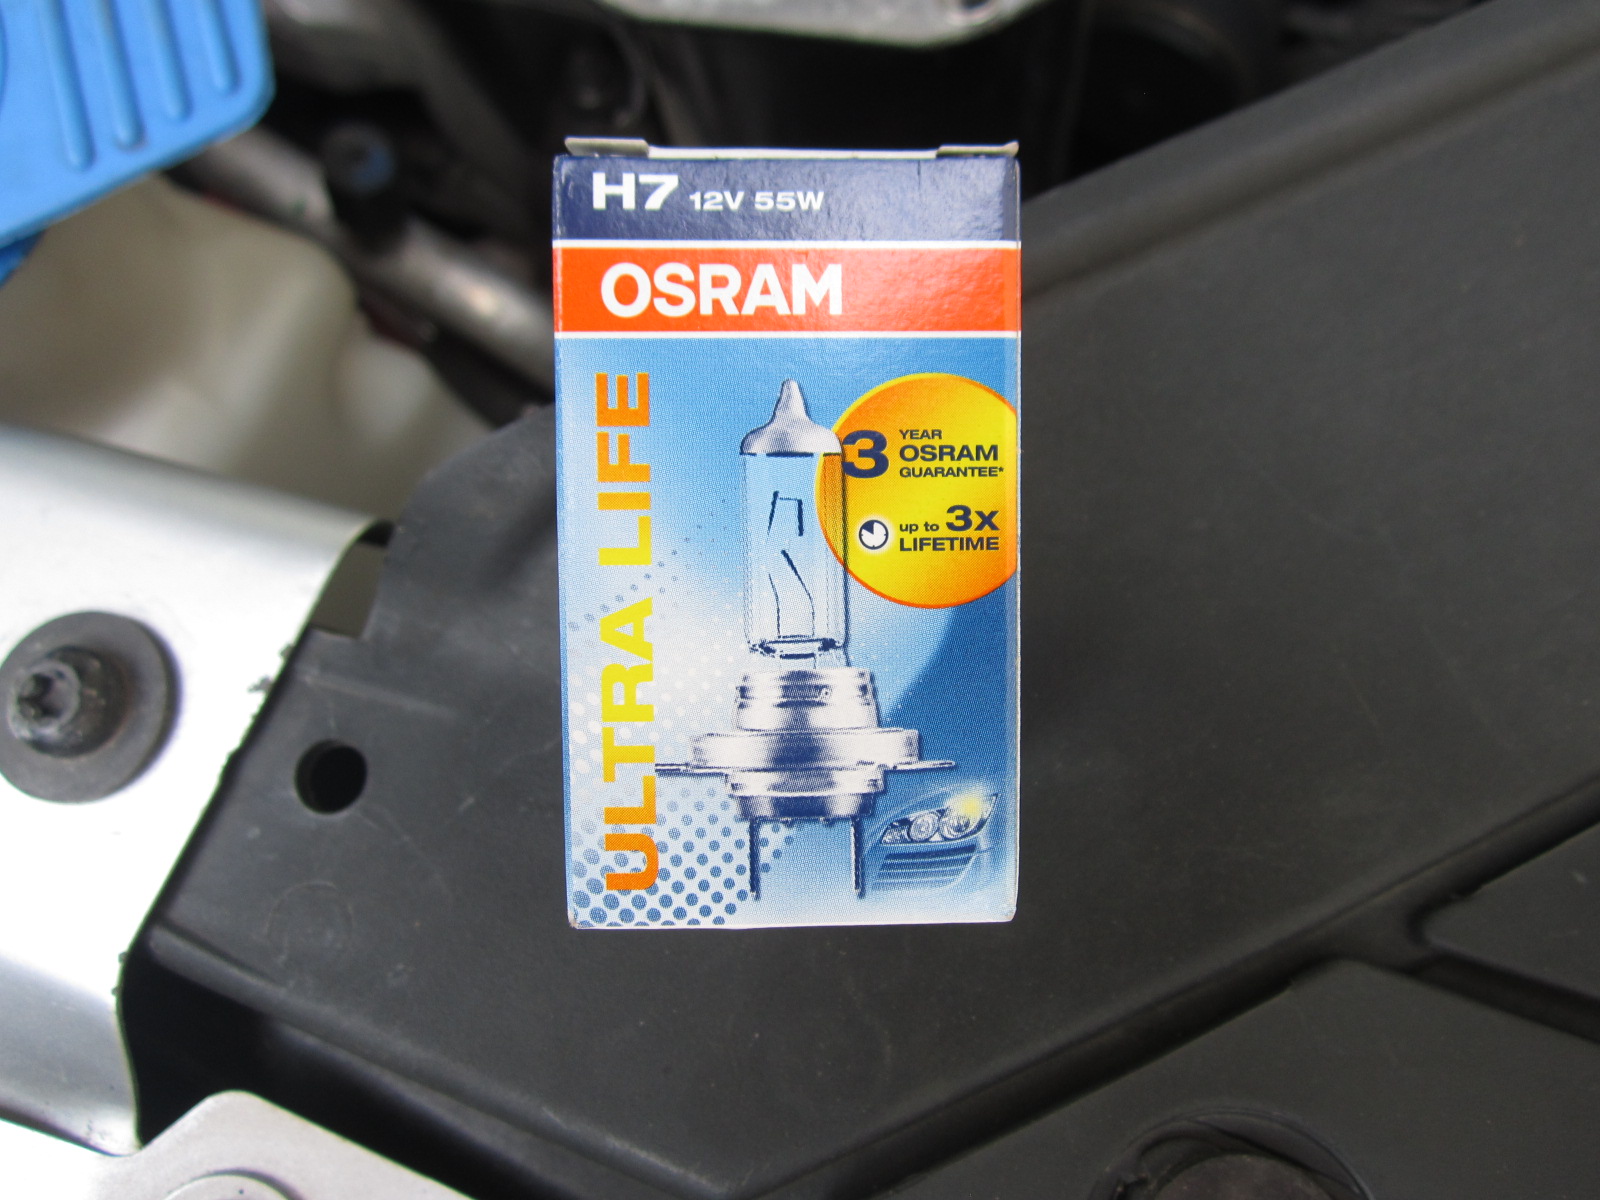 H7 12V 55W
OSRAM
ULTRA LIFE
3 YEAR
OSRAM
GUARANTEE*
up to 3x
LIFETIME